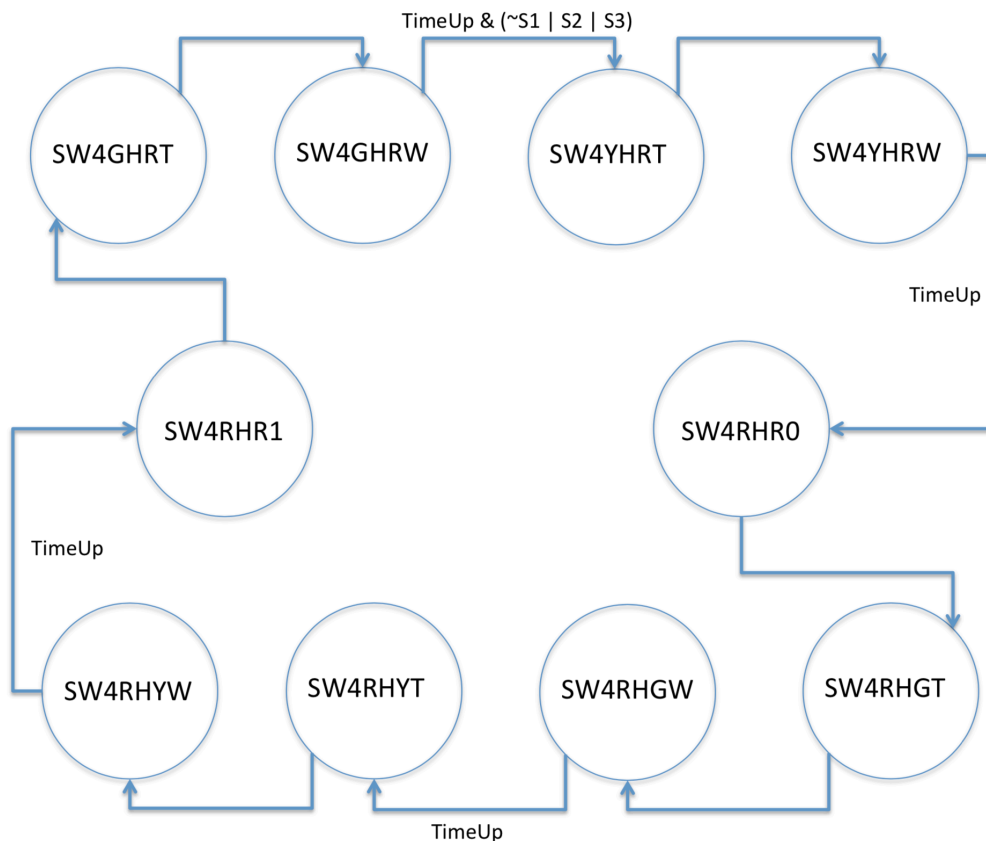 TimeUp & (~S1 | S2 | S3)
SW4GHRT
SW4GHRW
SW4YHRT
SW4YHRW
TimeUp
SW4RHR1
SW4RHR0
TimeUp
SW4RHYW
SW4RHYT
SW4RHGW
SW4RHGT
TimeUp